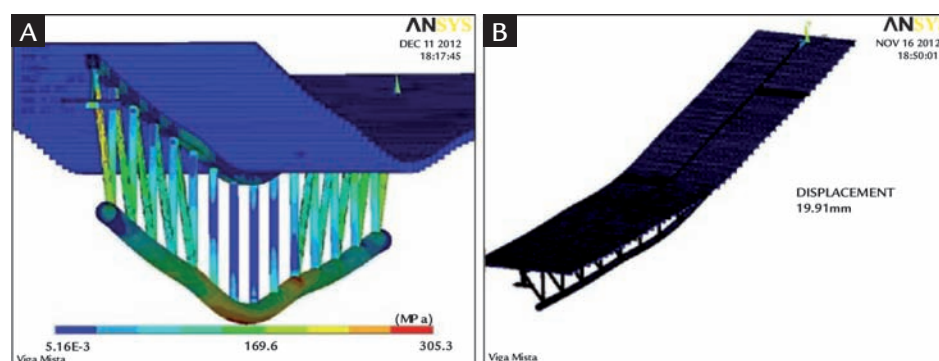 A
ANSYS
DEC 11 2012
18:17:45
(MPa)
5.16E-3 169.6 305.3
Viga Mista
B
ANSYS
NOV 16 2012
18:50:01
DISPLACEMENT
19.91mm
Viga Mista